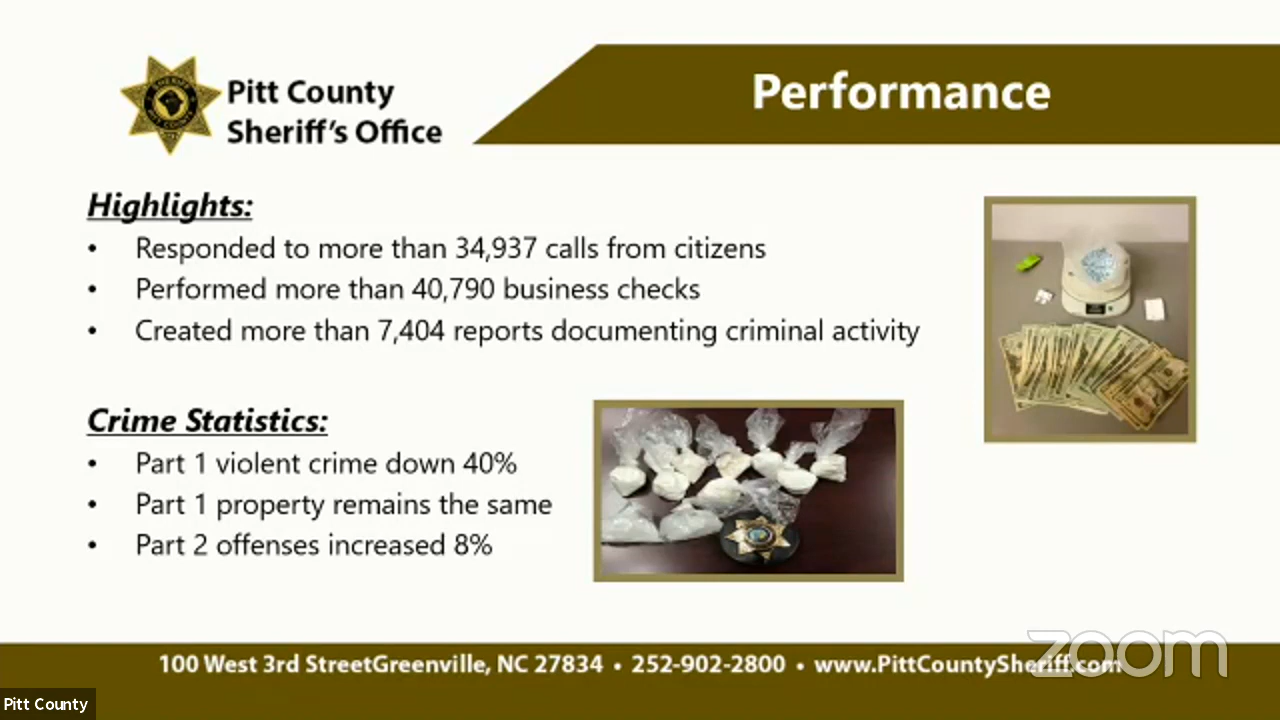 Pitt County
Sheriff's Office
Performance
Highlights:
• Responded to more than 34,937 calls from citizens
• Performed more than 40,790 business checks
• Created more than 7,404 reports documenting criminal activity
Crime Statistics:
• Part 1 violent crime down 40%
• Part 1 property remains the same
• Part 2 offenses increased 8%
100 West 3rd StreetGreenville, NC 27834 • 252-902-2800 • www.PittCountySheriff.com
zoom
Pitt County